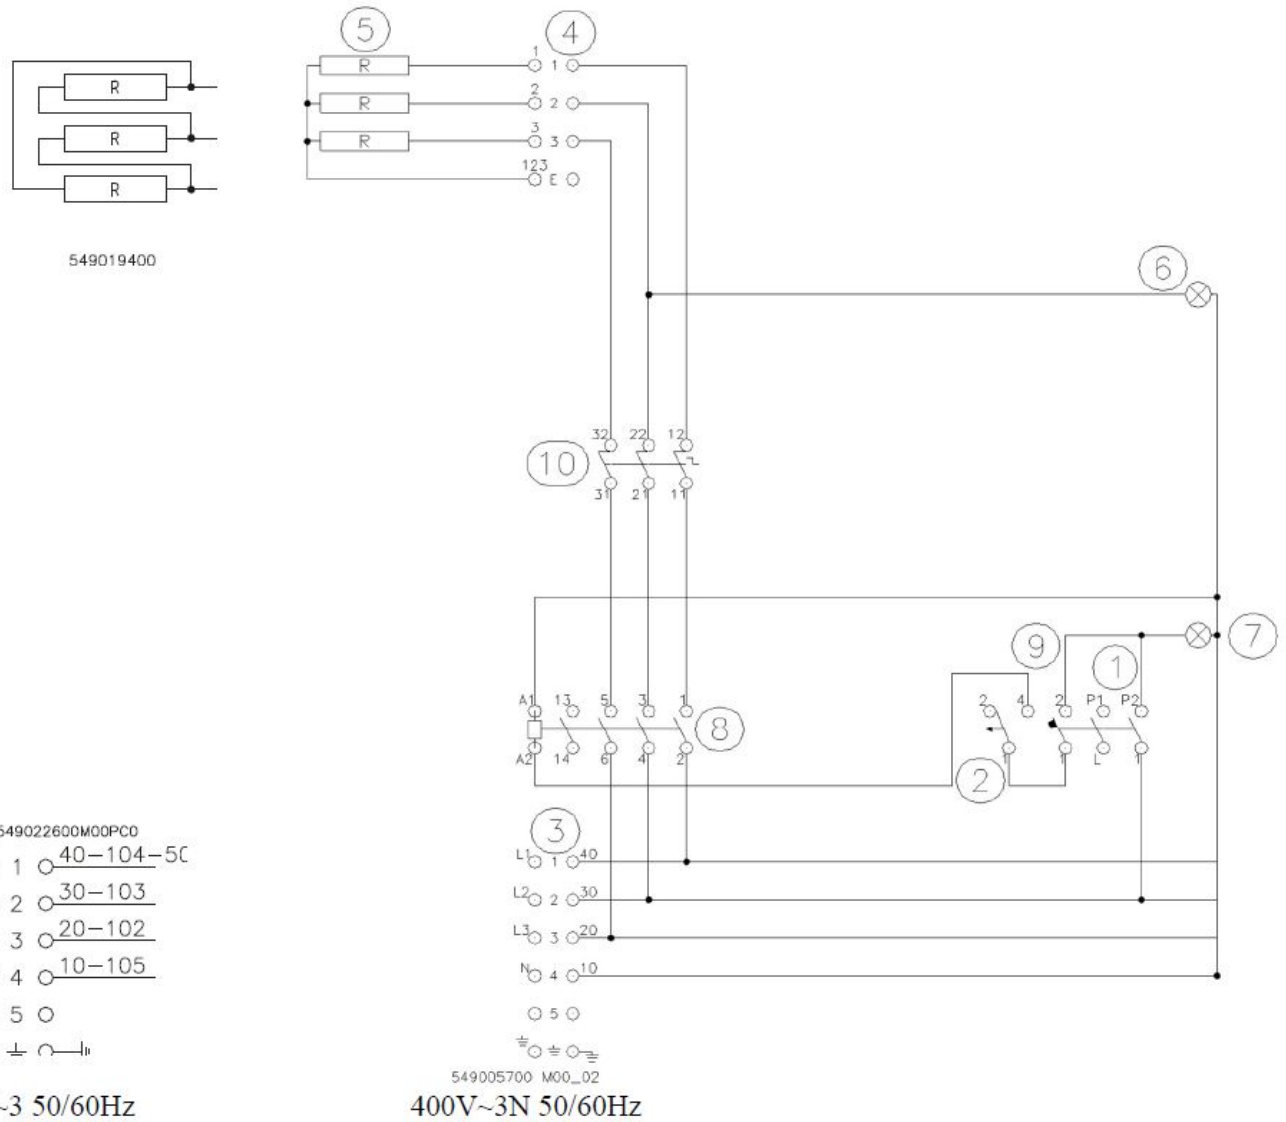 5 4
R 1 1
R R 2 2
R R 3 3
R 123 E
549019400
6
32 22 12
10
31 21 11
9 1 7
A1 13 5 3 1 2 4 2 P1 P2
8
A2 14 6 4 2 1 1 L 1
2
549022600M00PC0 3
1 40-104-50 L1 1 40
2 30-103 L2 2 30
3 20-102 L3 3 20
4 10-105 N 4 10
5 5
549005700 M00_02
~3 50/60Hz 400V~3N 50/60Hz